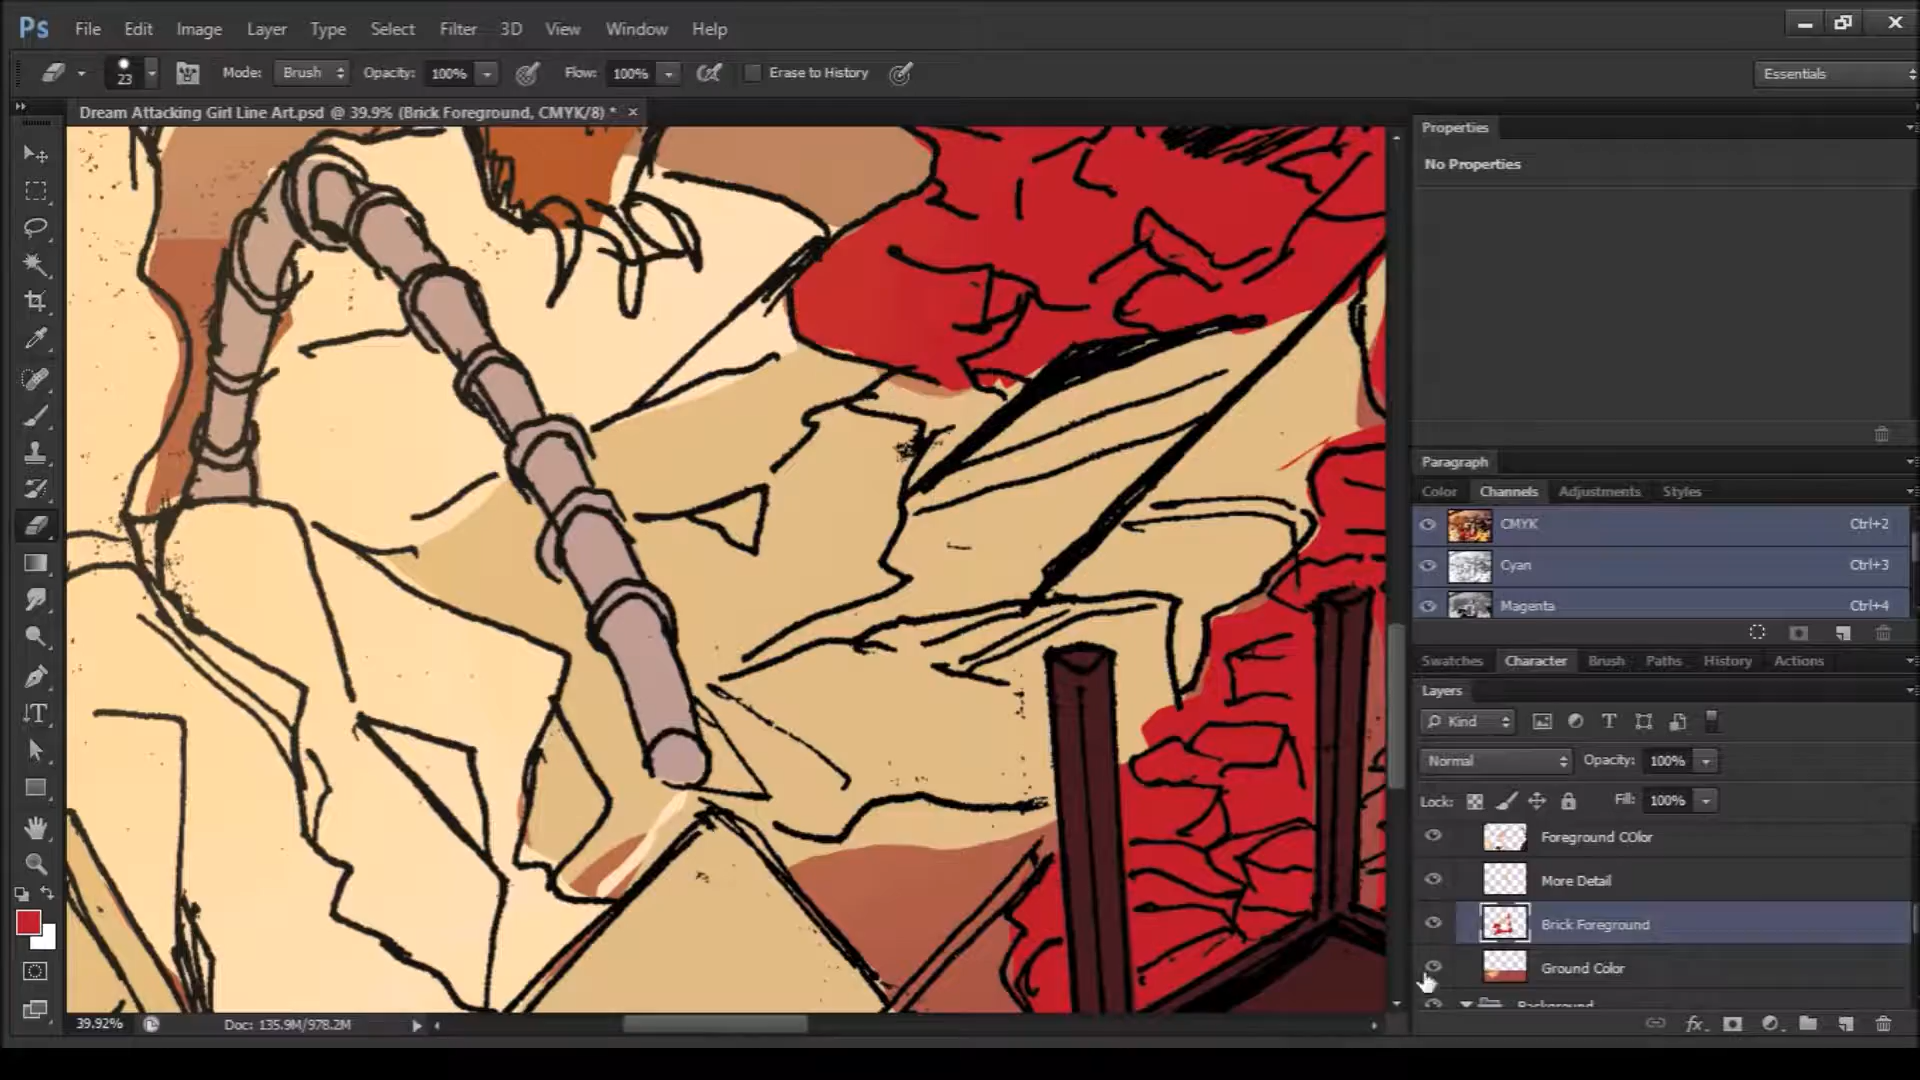 Ps File Edit Image Layer Type Select Filter 3D View Window Help
23 Mode: Brush Opacity: 100% Flow: 100% Erase to History Essentials
Dream Attacking Girl Line Art.psd @ 39.9% (Brick Foreground, CMYK/8) * ×
Properties
No Properties
Paragraph
Color Channels Adjustments Styles
CMYK Ctrl+2
Cyan Ctrl+3
Magenta Ctrl+4
Swatches Character Brush Paths History Actions
Layers
Kind
Normal Opacity: 100%
Lock: Fill: 100%
Foreground COlor
More Detail
Brick Foreground
Ground Color
Background
39.92% Doc: 135.9M/978.2M
fx